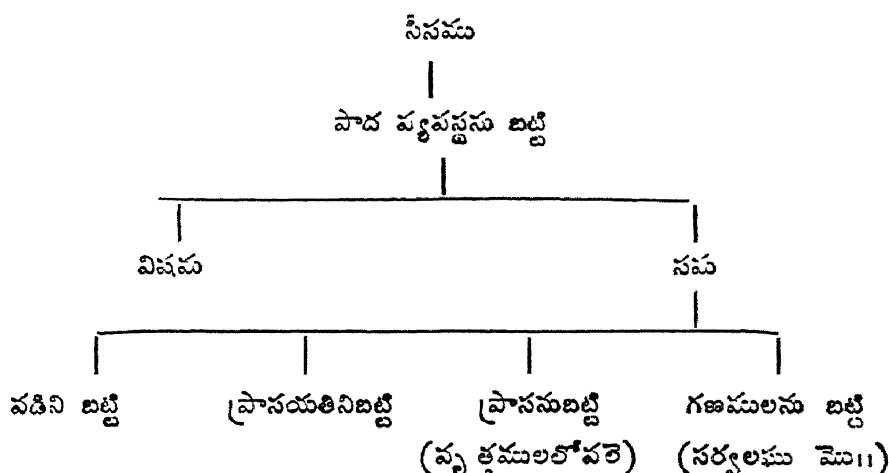 సీసము
పాద వ్యవస్థను బట్టి
విషమ సమ
వడిని బట్టి ప్రాసయతినిబట్టి ప్రాసనుబట్టి గణములను బట్టి
(వృ త్తములలోవలె) (సర్వలఘు మొ॥)